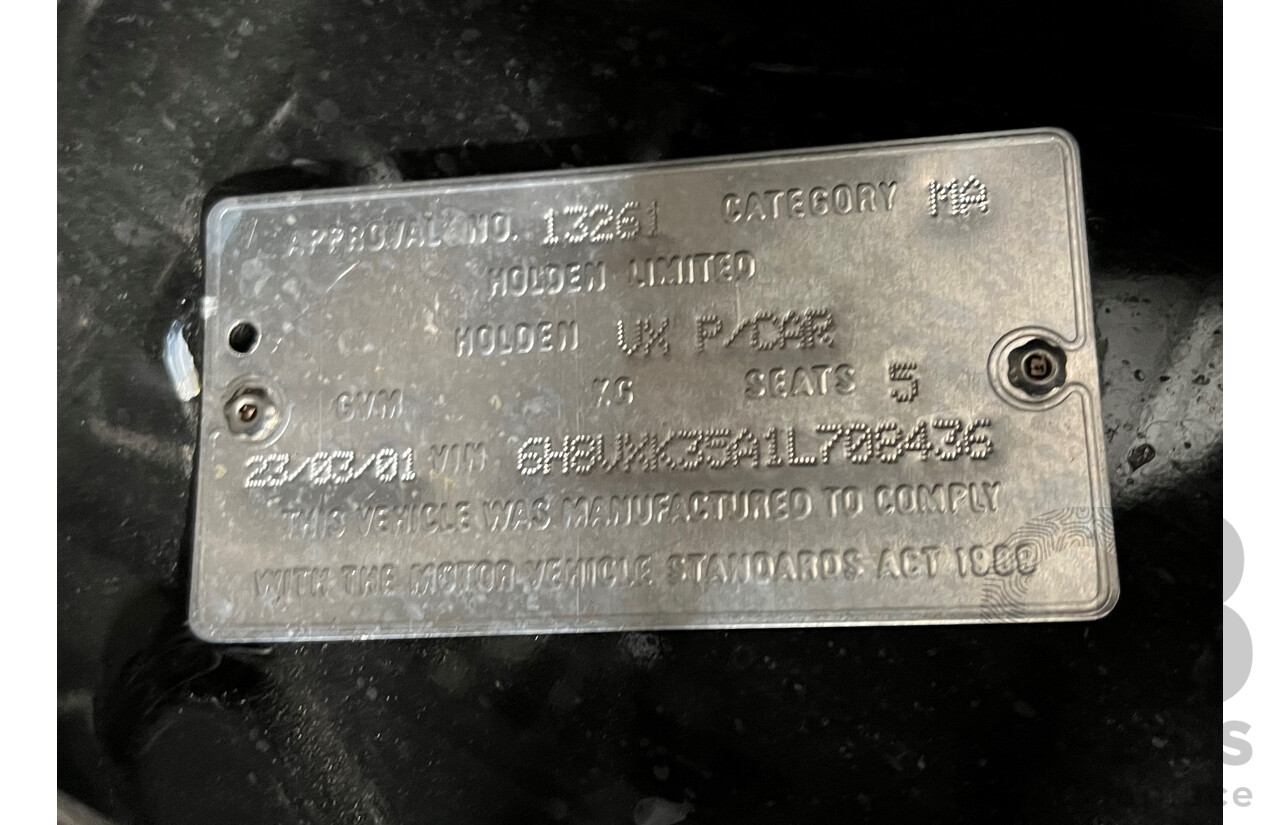 APPROVAL NO. 13261 CATEGORY MA
HOLDEN LIMITED
HOLDEN VX P/CAR
GVM KG SEATS 5
23/03/01 VIN 6H8VXK35A1L708436
THIS VEHICLE WAS MANUFACTURED TO COMPLY
WITH THE MOTOR VEHICLE STANDARDS ACT 1989